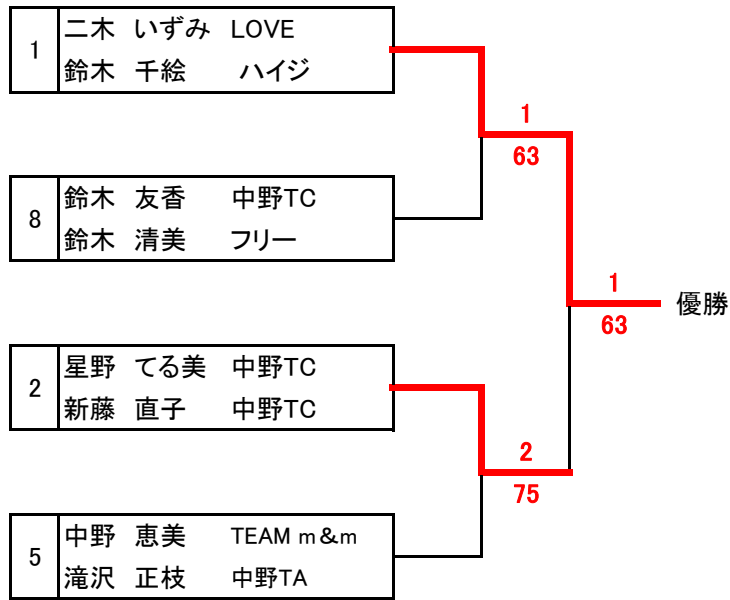 1
二木 いずみ LOVE
鈴木 千絵 ハイジ
1
63
8
鈴木 友香 中野TC
鈴木 清美 フリー
1
63
優勝
2
星野 てる美 中野TC
新藤 直子 中野TC
2
75
5
中野 恵美 TEAM m&m
滝沢 正枝 中野TA